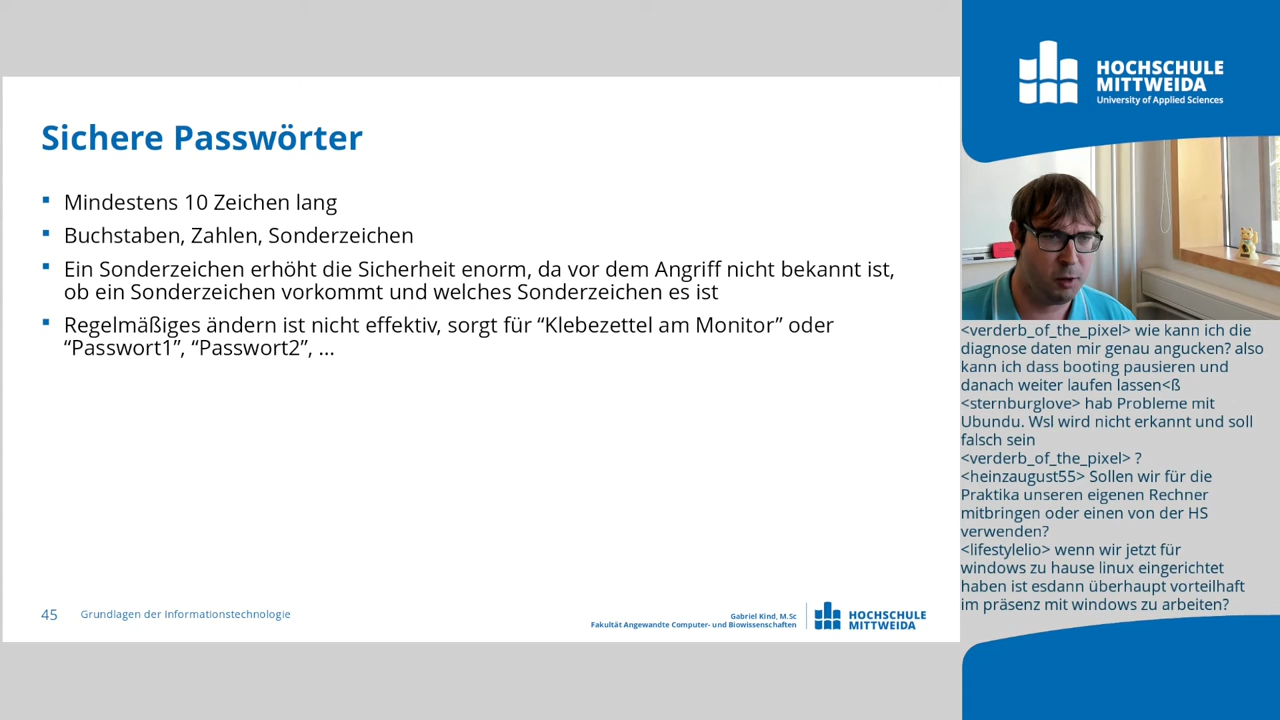 Sichere Passwörter
▪ Mindestens 10 Zeichen lang
▪ Buchstaben, Zahlen, Sonderzeichen
▪ Ein Sonderzeichen erhöht die Sicherheit enorm, da vor dem Angriff nicht bekannt ist,
ob ein Sonderzeichen vorkommt und welches Sonderzeichen es ist
▪ Regelmäßiges ändern ist nicht effektiv, sorgt für “Klebezettel am Monitor” oder
“Passwort1”, “Passwort2”, ...
45 Grundlagen der Informationstechnologie
Gabriel Kind, M.Sc
Fakultät Angewandte Computer- und Biowissenschaften
HOCHSCHULE
MITTWEIDA
HOCHSCHULE
MITTWEIDA
University of Applied Sciences
<verderb_of_the_pixel> wie kann ich die
diagnose daten mir genau angucken? also
kann ich dass booting pausieren und
danach weiter laufen lassen<ß
<sternburglove> hab Probleme mit
Ubundu. Wsl wird nicht erkannt und soll
falsch sein
<verderb_of_the_pixel> ?
<heinzaugust55> Sollen wir für die
Praktika unseren eigenen Rechner
mitbringen oder einen von der HS
verwenden?
<lifestylelio> wenn wir jetzt für
windows zu hause linux eingerichtet
haben ist esdann überhaupt vorteilhaft
im präsenz mit windows zu arbeiten?